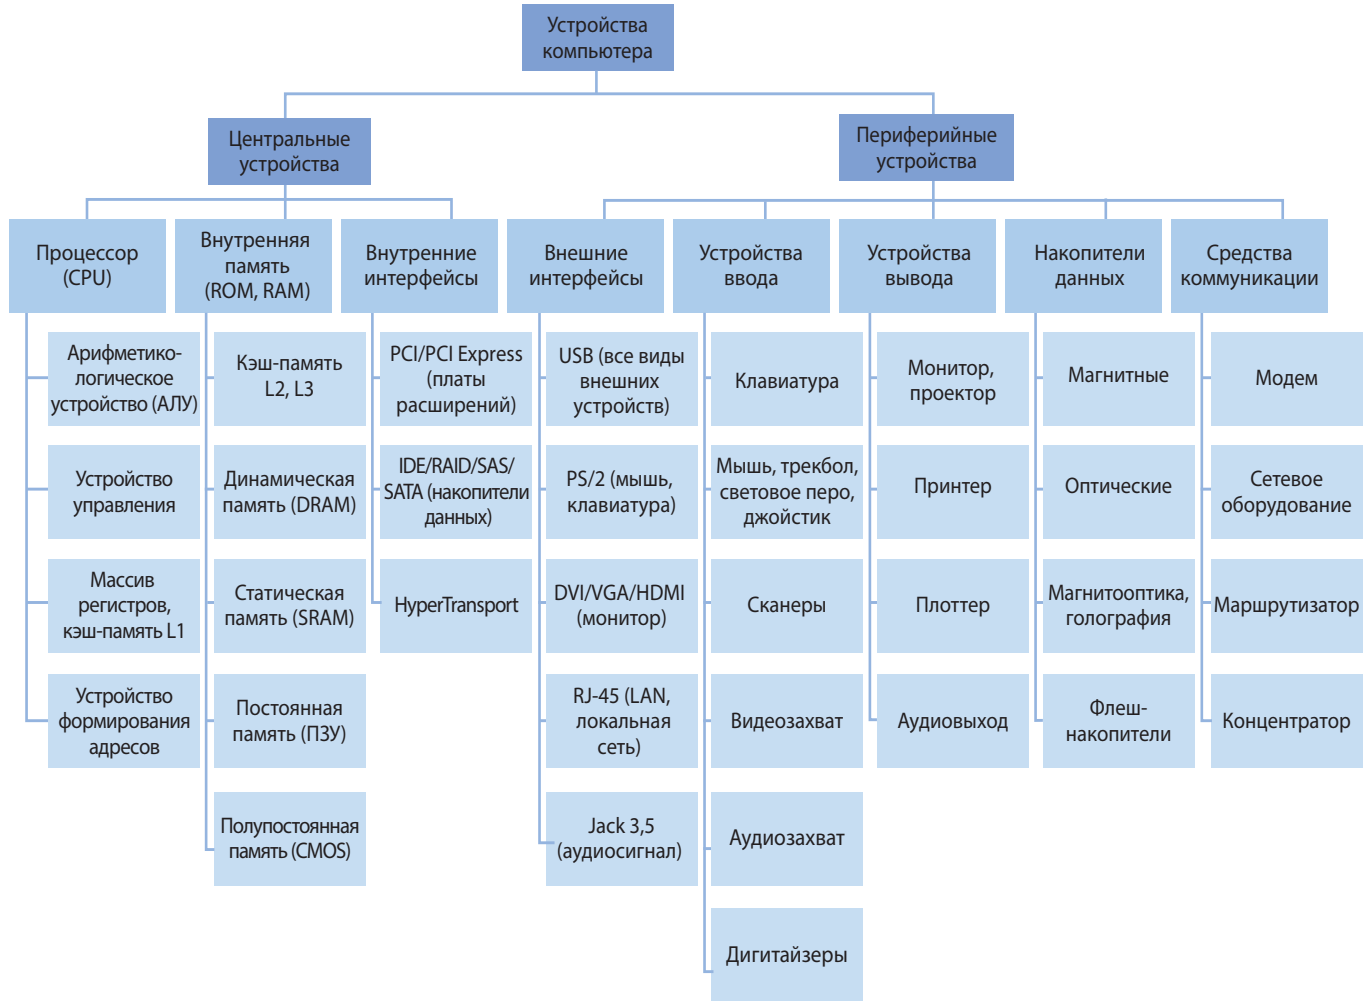 Устройства
компьютера
Центральные
устройства
Периферийные
устройства
Процессор
(CPU)
Внутренняя
память
(ROM, RAM)
Внутренние
интерфейсы
Внешние
интерфейсы
Устройства
ввода
Устройства
вывода
Накопители
данных
Средства
коммуникации
Арифметико-
логическое
устройство (АЛУ)
Кэш-память
L2, L3
PCI/PCI Express
(платы
расширений)
USB (все виды
внешних
устройств)
Клавиатура
Монитор,
проектор
Магнитные
Модем
Устройство
управления
Динамическая
память (DRAM)
IDE/RAID/SAS/
SATA (накопители
данных)
PS/2 (мышь,
клавиатура)
Мышь, трекбол,
световое перо,
джойстик
Принтер
Оптические
Сетевое
оборудование
Массив
регистров,
кэш-память L1
Статическая
память (SRAM)
HyperTransport
DVI/VGA/HDMI
(монитор)
Сканеры
Плоттер
Магнитооптика,
голография
Маршрутизатор
Устройство
формирования
адресов
Постоянная
память (ПЗУ)
RJ-45 (LAN,
локальная
сеть)
Видеозахват
Аудиовыход
Флеш-
накопители
Концентратор
Полупостоянная
память (CMOS)
Jack 3,5
(аудиосигнал)
Аудиозахват
Дигитайзеры